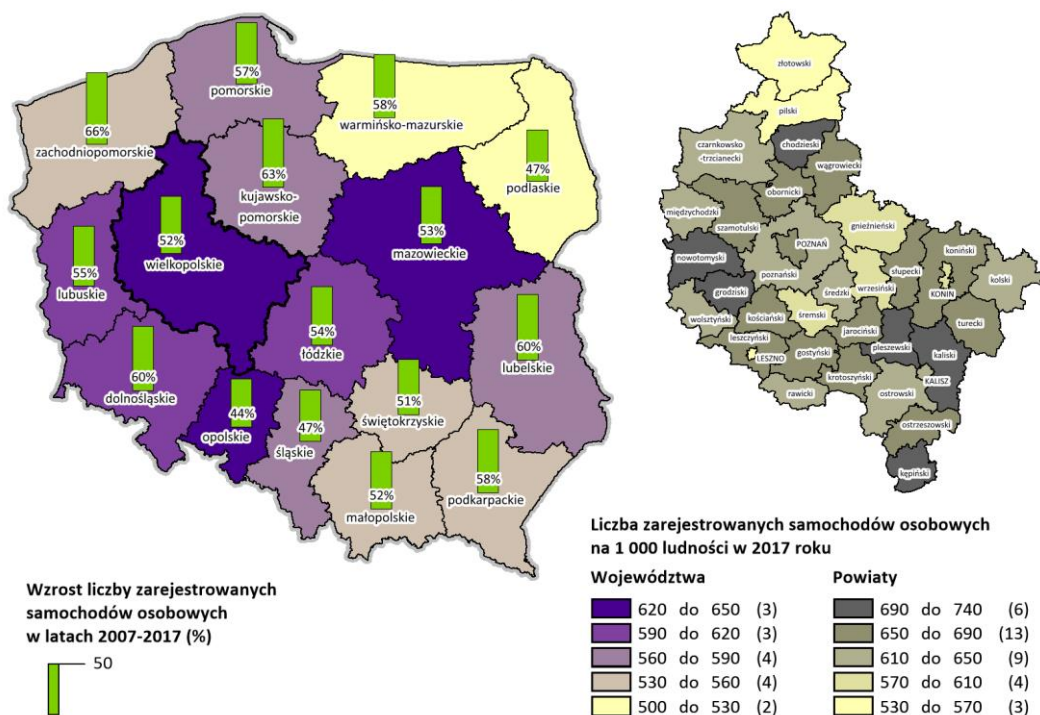 57%
pomorskie
58%
warmińsko-mazurskie
66%
zachodniopomorskie
47%
podlaskie
63%
kujawsko-
pomorskie
53%
mazowieckie
52%
wielkopolskie
55%
lubuskie
54%
łódzkie
60%
lubelskie
60%
dolnośląskie
51%
świętokrzyskie
44%
opolskie
47%
śląskie
52%
małopolskie
58%
podkarpackie
złotowski
pilski
czarnkowsko
-trzcianecki
chodzieski
wągrowiecki
obornicki
międzychodzki
szamotulski
gnieźnieński
POZNAŃ
nowotomyski
poznański
słupecki
koniński
kolski
grodziski
średzki
wrzesiński
KONIN
wolsztyński
kościański
śremski
jarociński
turecki
leszczyński
LESZNO
gostyński
pleszewski
kaliski
krotoszyński
KALISZ
rawicki
ostrowski
ostrzeszowski
kępiński
Wzrost liczby zarejestrowanych
samochodów osobowych
w latach 2007-2017 (%)
50
Liczba zarejestrowanych samochodów osobowych
na 1 000 ludności w 2017 roku
Województwa
620 do 650 (3)
590 do 620 (3)
560 do 590 (4)
530 do 560 (4)
500 do 530 (2)
Powiaty
690 do 740 (6)
650 do 690 (13)
610 do 650 (9)
570 do 610 (4)
530 do 570 (3)